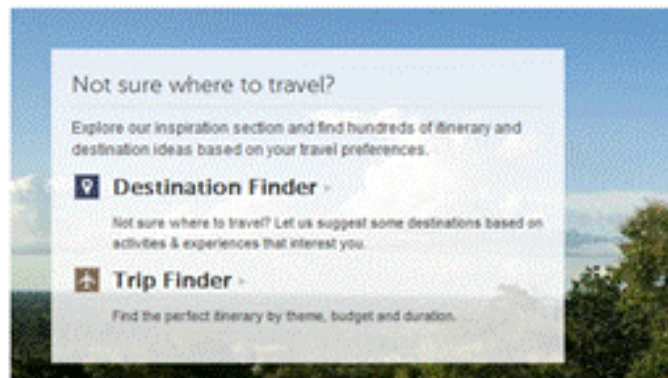 Not sure where to travel?
Explore our inspiration section and find hundreds of itinerary and
destination ideas based on your travel preferences.
Destination Finder
Not sure where to travel? Let us suggest some destinations based on
activities & experiences that interest you.
Trip Finder
Find the perfect itinerary by theme, budget and duration.